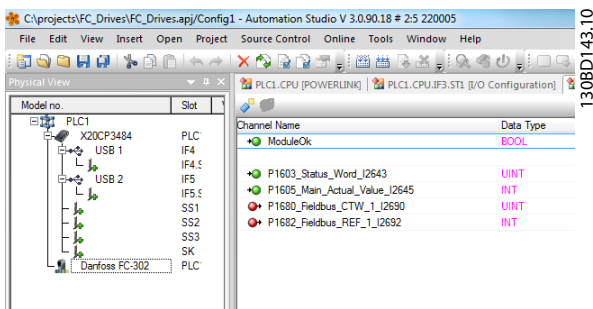 C:\projects\FC_Drives\FC_Drives.apj/Config1 - Automation Studio V 3.0.90.18 # 2:5 220005
File Edit View Insert Open Project Source Control Online Tools Window Help
Physical View
PLC1.CPU [POWERLINK] PLC1.CPU.IF3.ST1 [I/O Configuration]
Model no. Slot
PLC1
X20CP3484 PLC
USB 1 IF4
IF4.S
USB 2 IF5
IF5.S
SS1
SS2
SS3
SK
Danfoss FC-302 PLC
Channel Name Data Type
ModuleOk BOOL
P1603_Status_Word_I2643 UINT
P1605_Main_Actual_Value_I2645 INT
P1680_Fieldbus_CTW_1_I2690 UINT
P1682_Fieldbus_REF_1_I2692 INT
130BD143.10